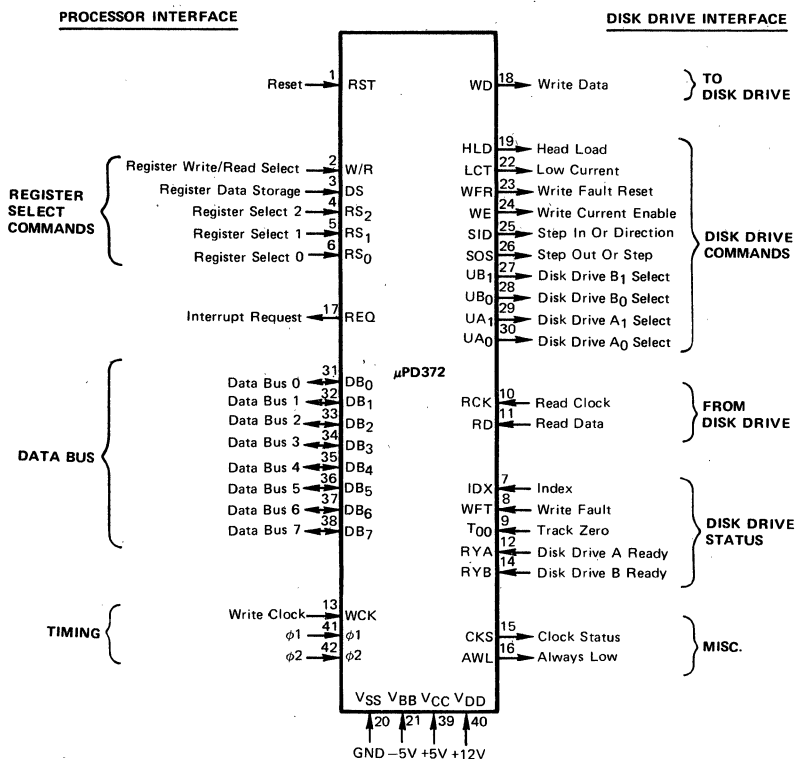 PROCESSOR INTERFACE
DISK DRIVE INTERFACE
Reset 1 RST
REGISTER SELECT COMMANDS
Register Write/Read Select 2 W/R
Register Data Storage 3 DS
Register Select 2 4 RS2
Register Select 1 5 RS1
Register Select 0 6 RS0
Interrupt Request 17 REQ
DATA BUS
Data Bus 0 31 DB0
Data Bus 1 32 DB1
Data Bus 2 33 DB2
Data Bus 3 34 DB3
Data Bus 4 35 DB4
Data Bus 5 36 DB5
Data Bus 6 37 DB6
Data Bus 7 38 DB7
TIMING
Write Clock 13 WCK
ϕ1 41 ϕ1
ϕ2 42 ϕ2
μPD372
WD 18 Write Data
TO DISK DRIVE
HLD 19 Head Load
LCT 22 Low Current
WFR 23 Write Fault Reset
WE 24 Write Current Enable
SID 25 Step In Or Direction
SOS 26 Step Out Or Step
UB1 27 Disk Drive B1 Select
UB0 28 Disk Drive B0 Select
UA1 29 Disk Drive A1 Select
UA0 30 Disk Drive A0 Select
DISK DRIVE COMMANDS
RCK 10 Read Clock
RD 11 Read Data
FROM DISK DRIVE
IDX 7 Index
WFT 8 Write Fault
T00 9 Track Zero
RYA 12 Disk Drive A Ready
RYB 14 Disk Drive B Ready
DISK DRIVE STATUS
CKS 15 Clock Status
AWL 16 Always Low
MISC.
VSS VBB VCC VDD
20 21 39 40
GND –5V +5V +12V